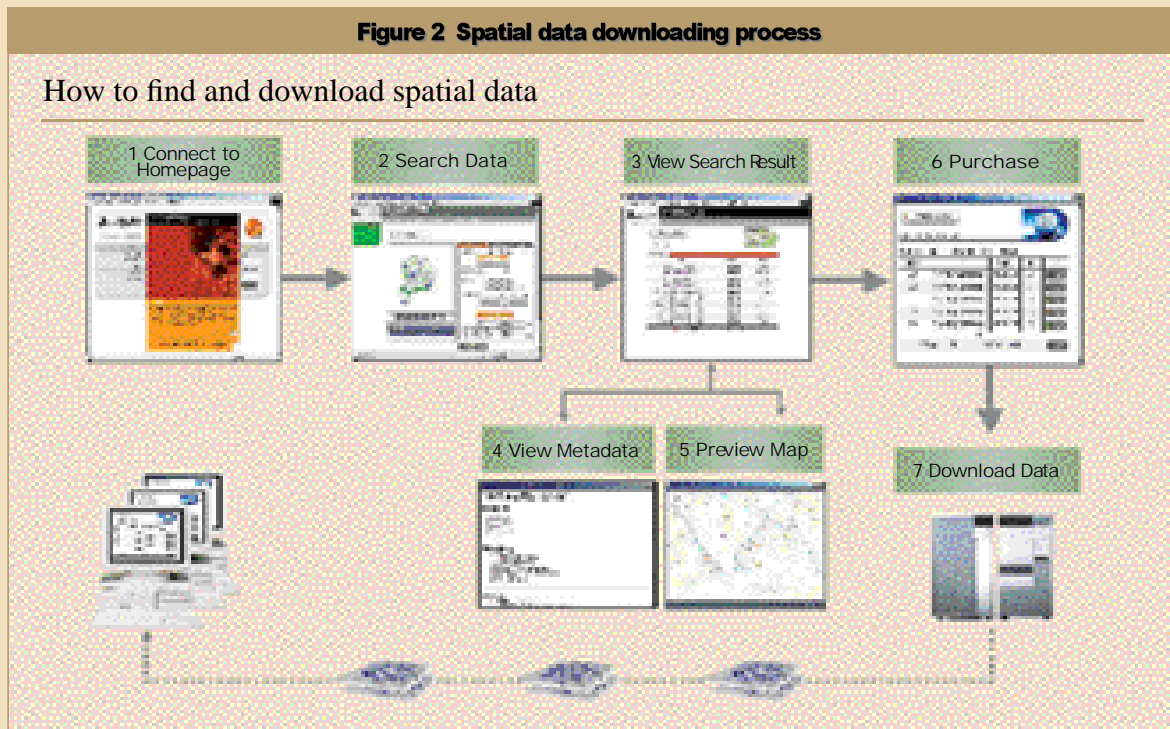 Figure 2 Spatial data downloading process
How to find and download spatial data
1 Connect to
Homepage
2 Search Data
3 View Search Result
6 Purchase
4 View Metadata
5 Preview Map
7 Download Data